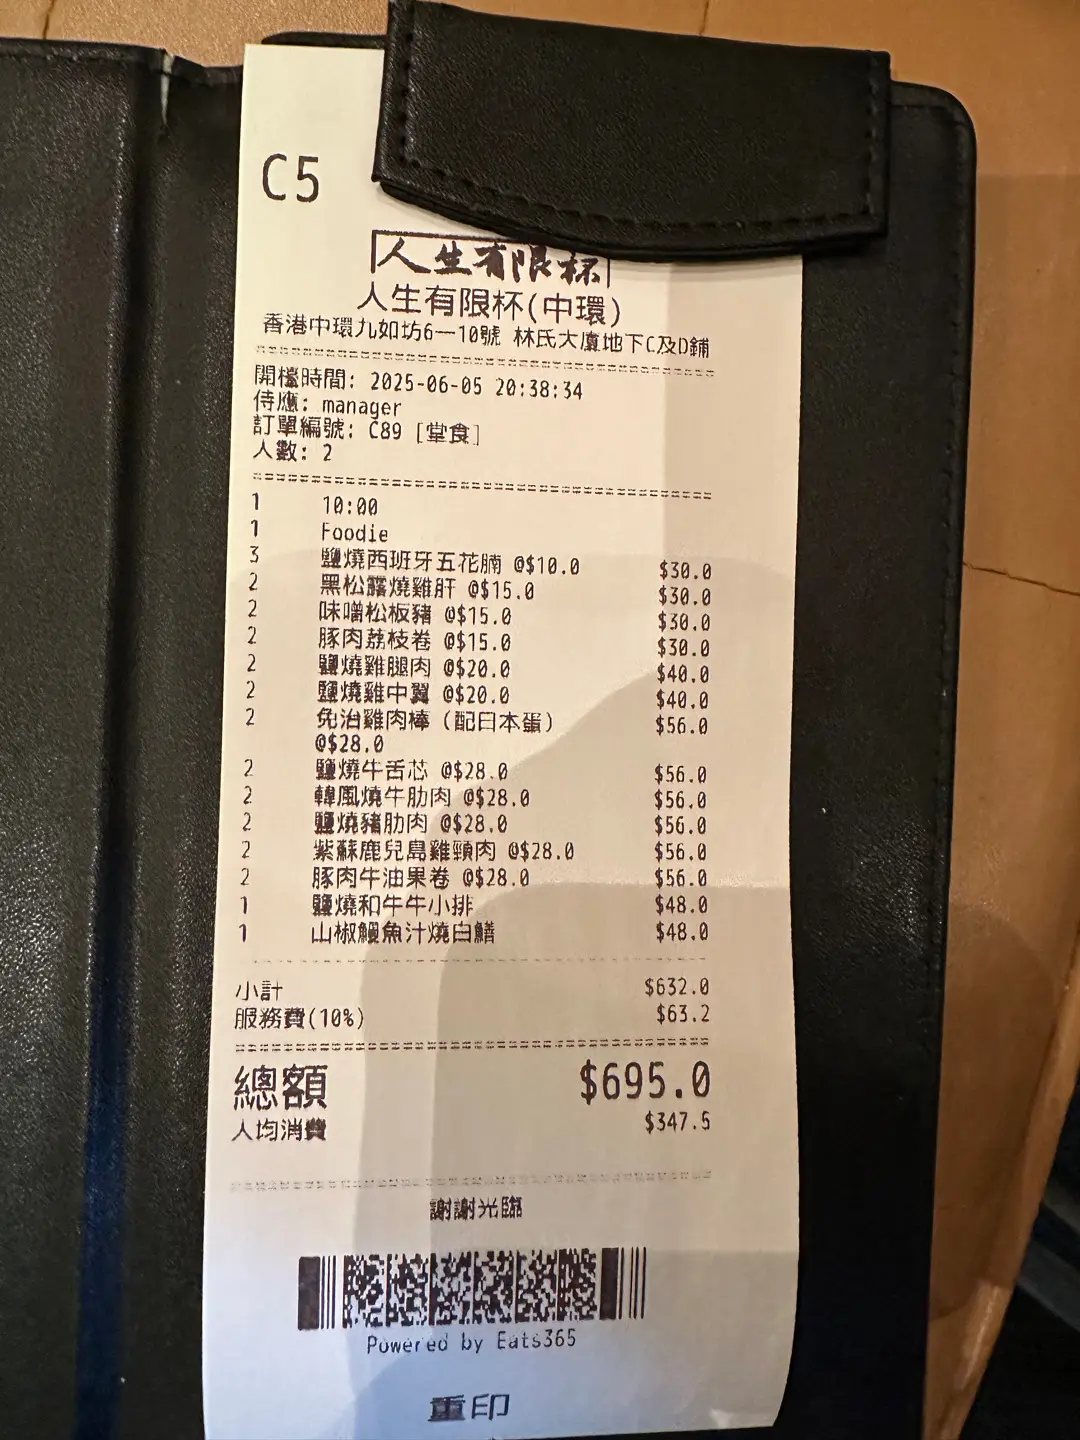 C5
人生有限杯
人生有限杯(中環)
香港中環九如坊6-10號 林氏大廈地下C及D鋪
開檯時間: 2025-06-05 20:38:34
侍應: manager
訂單編號: C89 [堂食]
人數: 2
1 10:00
1 Foodie
3 鹽燒西班牙五花腩 @$10.0 $30.0
2 黑松露燒雞肝 @$15.0 $30.0
2 味噌松板豬 @$15.0 $30.0
2 豚肉荔枝卷 @$15.0 $30.0
2 鹽燒雞腿肉 @$20.0 $40.0
2 鹽燒雞中翼 @$20.0 $40.0
2 免治雞肉棒 (配日本蛋) $56.0
@$28.0
2 鹽燒牛舌芯 @$28.0 $56.0
2 韓風燒牛肋肉 @$28.0 $56.0
2 鹽燒豬肋肉 @$28.0 $56.0
2 紫蘇鹿兒島雞頸肉 @$28.0 $56.0
2 豚肉牛油果卷 @$28.0 $56.0
1 鹽燒和牛牛小排 $48.0
1 山椒鰻魚汁燒白鱔 $48.0
小計 $632.0
服務費(10%) $63.2
總額 $695.0
人均消費 $347.5
謝謝光臨
Powered by Eats365
重印